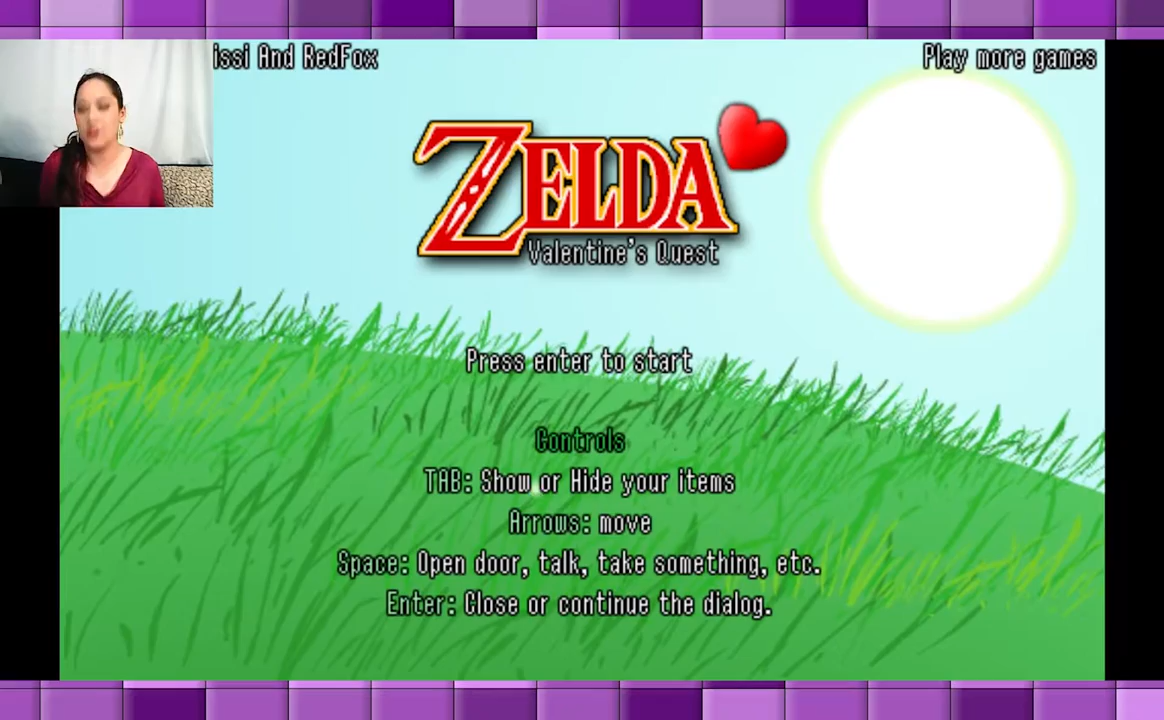 issi And RedFox
Play more games
ZELDA
Valentine's Quest
Press enter to start
Controls
TAB: Show or Hide your items
Arrows: move
Space: Open door, talk, take something, etc.
Enter: Close or continue the dialog.